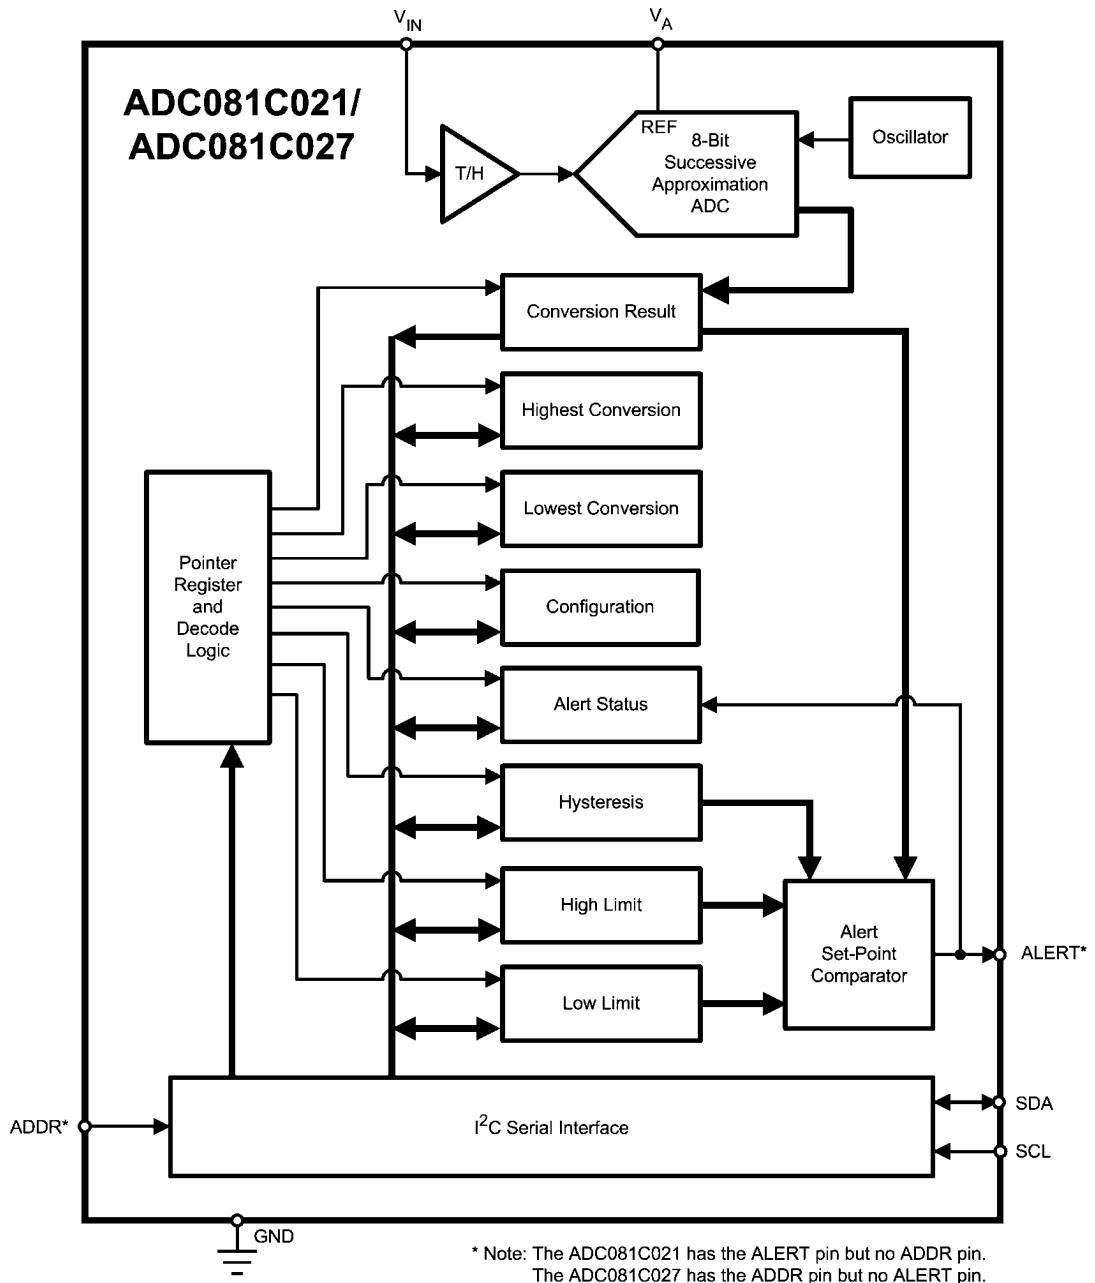 VIN
VA
ADC081C021/
ADC081C027
T/H
REF
8-Bit
Successive
Approximation
ADC
Oscillator
Conversion Result
Highest Conversion
Lowest Conversion
Pointer
Register
and
Decode
Logic
Configuration
Alert Status
Hysteresis
High Limit
Alert
Set-Point
Comparator
ALERT*
Low Limit
ADDR*
I2C Serial Interface
SDA
SCL
GND
* Note: The ADC081C021 has the ALERT pin but no ADDR pin.
The ADC081C027 has the ADDR pin but no ALERT pin.